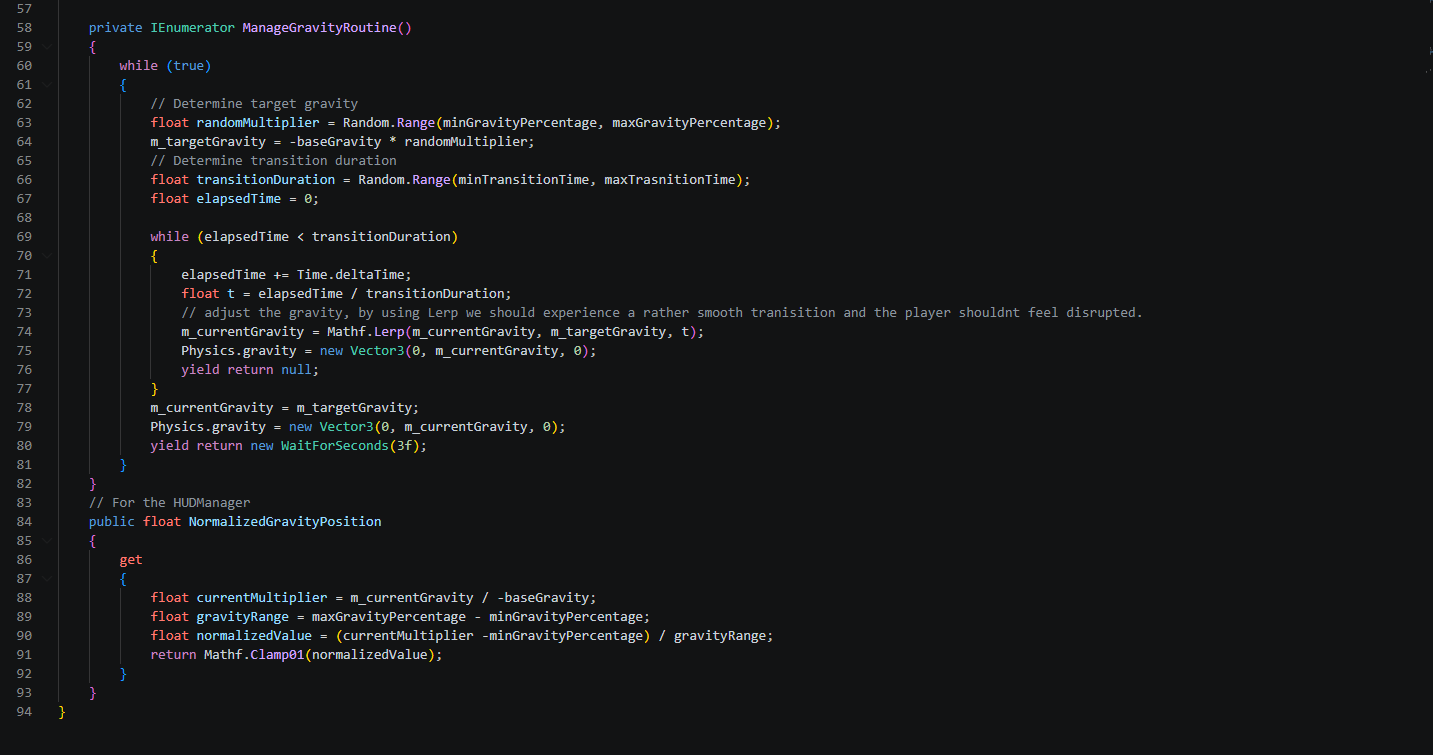 57
58 private IEnumerator ManageGravityRoutine()
59 {
60 while (true)
61 {
62 // Determine target gravity
63 float randomMultiplier = Random.Range(minGravityPercentage, maxGravityPercentage);
64 m_targetGravity = -baseGravity * randomMultiplier;
65 // Determine transition duration
66 float transitionDuration = Random.Range(minTransitionTime, maxTrasnitionTime);
67 float elapsedTime = 0;
68
69 while (elapsedTime < transitionDuration)
70 {
71 elapsedTime += Time.deltaTime;
72 float t = elapsedTime / transitionDuration;
73 // adjust the gravity, by using Lerp we should experience a rather smooth tranisition and the player shouldnt feel disrupted.
74 m_currentGravity = Mathf.Lerp(m_currentGravity, m_targetGravity, t);
75 Physics.gravity = new Vector3(0, m_currentGravity, 0);
76 yield return null;
77 }
78 m_currentGravity = m_targetGravity;
79 Physics.gravity = new Vector3(0, m_currentGravity, 0);
80 yield return new WaitForSeconds(3f);
81 }
82 }
83 // For the HUDManager
84 public float NormalizedGravityPosition
85 {
86 get
87 {
88 float currentMultiplier = m_currentGravity / -baseGravity;
89 float gravityRange = maxGravityPercentage - minGravityPercentage;
90 float normalizedValue = (currentMultiplier -minGravityPercentage) / gravityRange;
91 return Mathf.Clamp01(normalizedValue);
92 }
93 }
94 }